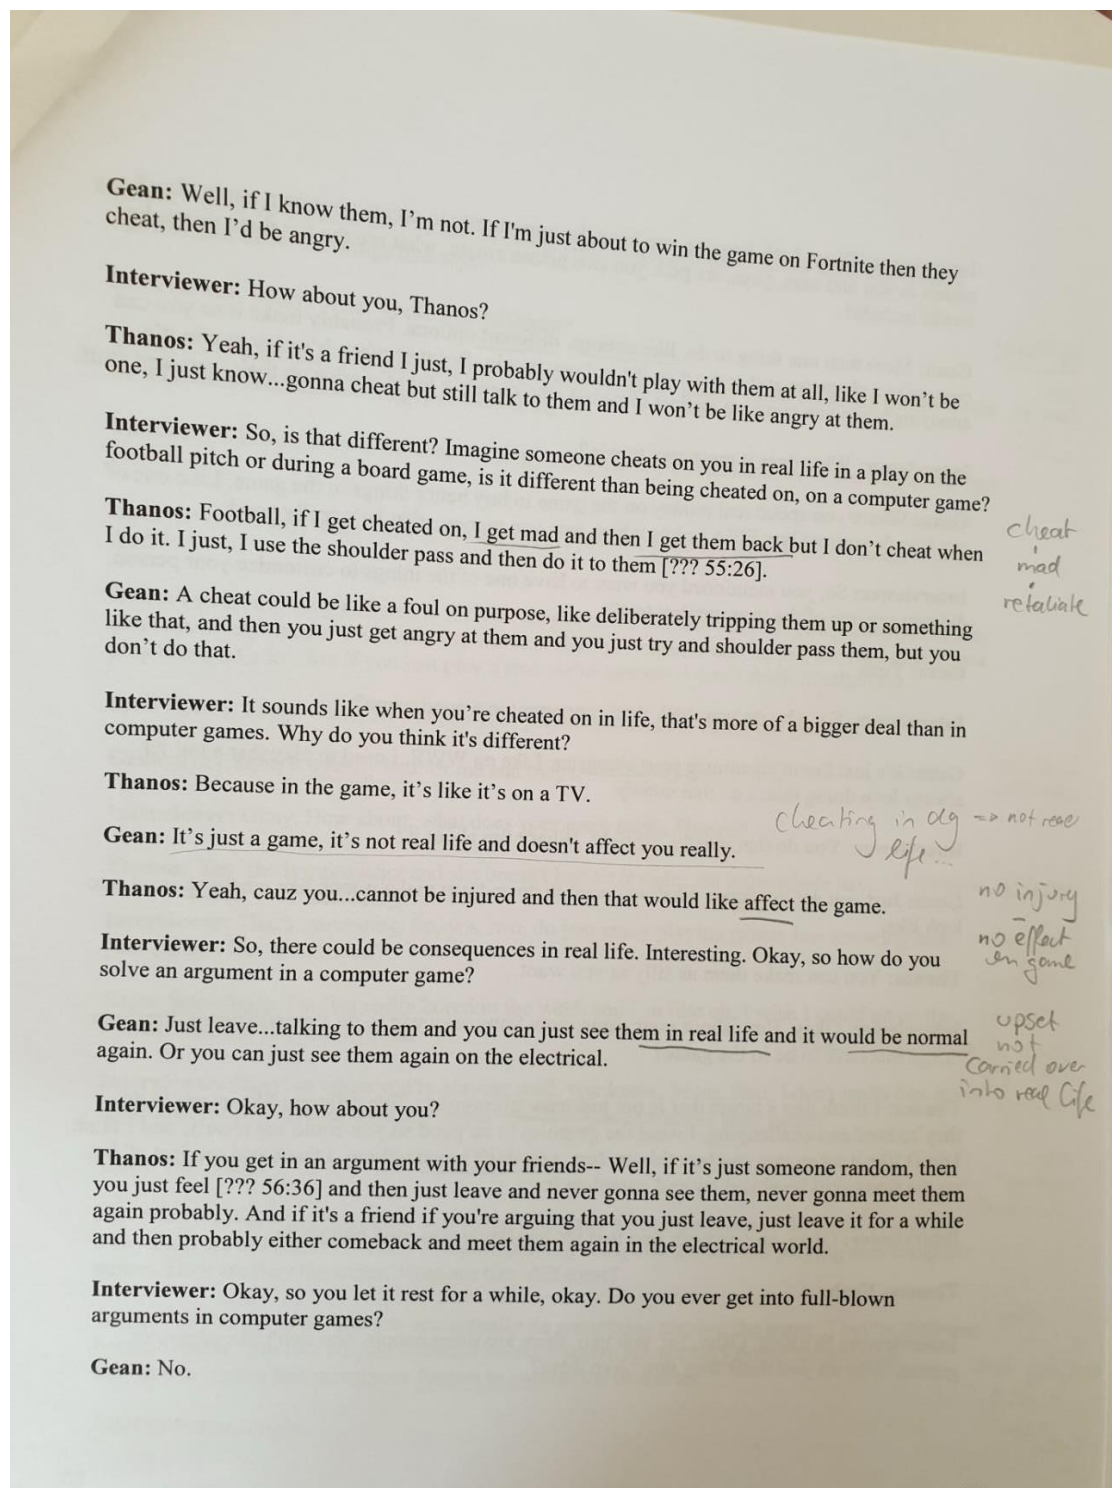 Gean: Well, if I know them, I’m not. If I'm just about to win the game on Fortnite then they
cheat, then I’d be angry.
Interviewer: How about you, Thanos?
Thanos: Yeah, if it's a friend I just, I probably wouldn't play with them at all, like I won’t be
one, I just know...gonna cheat but still talk to them and I won’t be like angry at them.
Interviewer: So, is that different? Imagine someone cheats on you in real life in a play on the
football pitch or during a board game, is it different than being cheated on, on a computer game?
Thanos: Football, if I get cheated on, I get mad and then I get them back but I don’t cheat when
I do it. I just, I use the shoulder pass and then do it to them [??? 55:26].
cheat
mad
retaliate
Gean: A cheat could be like a foul on purpose, like deliberately tripping them up or something
like that, and then you just get angry at them and you just try and shoulder pass them, but you
don’t do that.
Interviewer: It sounds like when you’re cheated on in life, that's more of a bigger deal than in
computer games. Why do you think it's different?
Thanos: Because in the game, it’s like it’s on a TV.
Gean: It’s just a game, it’s not real life and doesn't affect you really.
cheating in dg => not real
life...
Thanos: Yeah, cauz you...cannot be injured and then that would like affect the game.
no injury
no effect
on game
Interviewer: So, there could be consequences in real life. Interesting. Okay, so how do you
solve an argument in a computer game?
Gean: Just leave...talking to them and you can just see them in real life and it would be normal
again. Or you can just see them again on the electrical.
upset
not
carried over
into real life
Interviewer: Okay, how about you?
Thanos: If you get in an argument with your friends-- Well, if it’s just someone random, then
you just feel [??? 56:36] and then just leave and never gonna see them, never gonna meet them
again probably. And if it's a friend if you're arguing that you just leave, just leave it for a while
and then probably either comeback and meet them again in the electrical world.
Interviewer: Okay, so you let it rest for a while, okay. Do you ever get into full-blown
arguments in computer games?
Gean: No.